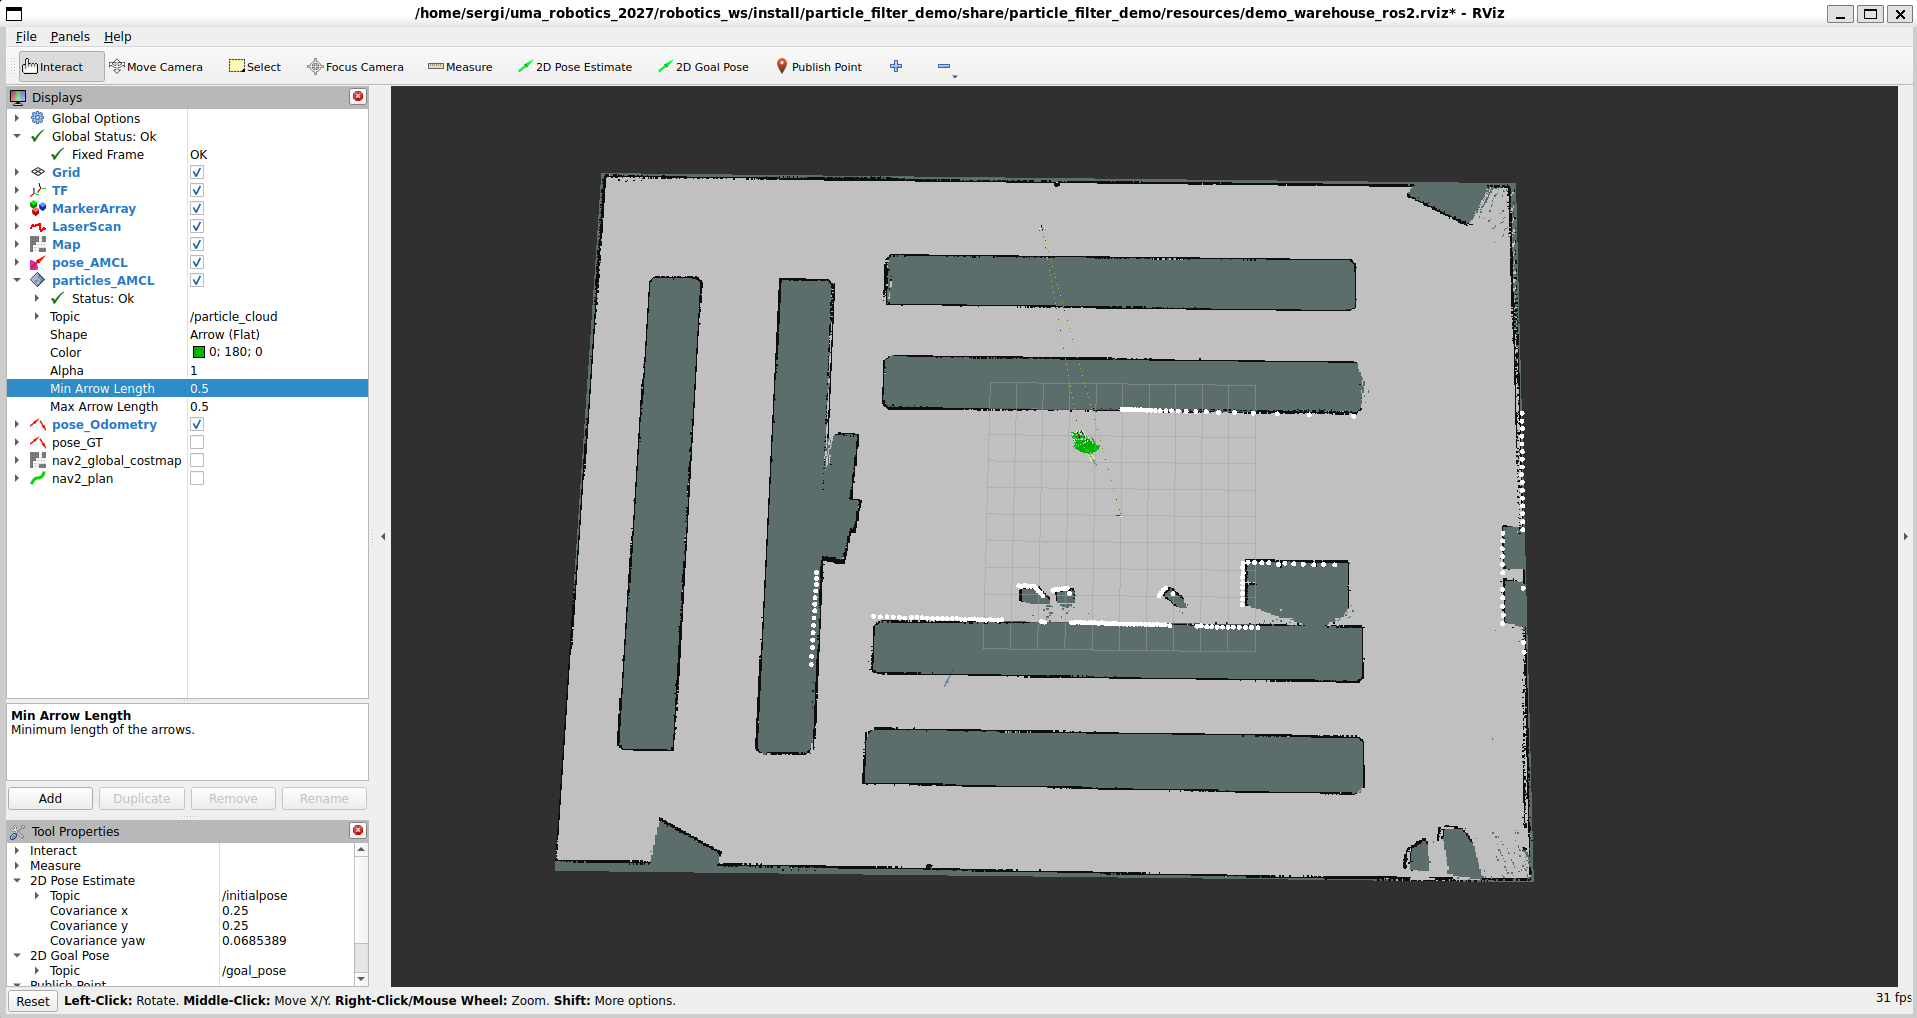 /home/sergi/uma_robotics_2027/robotics_ws/install/particle_filter_demo/share/particle_filter_demo/resources/demo_warehouse_ros2.rviz* - RViz
File Panels Help
Interact Move Camera Select Focus Camera Measure 2D Pose Estimate 2D Goal Pose Publish Point
Displays
Global Options
Global Status: Ok
Fixed Frame OK
Grid
TF
MarkerArray
LaserScan
Map
pose_AMCL
particles_AMCL
Status: Ok
Topic /particle_cloud
Shape Arrow (Flat)
Color 0; 180; 0
Alpha 1
Min Arrow Length 0.5
Max Arrow Length 0.5
pose_Odometry
pose_GT
nav2_global_costmap
nav2_plan
Min Arrow Length
Minimum length of the arrows.
Add Duplicate Remove Rename
Tool Properties
Interact
Measure
2D Pose Estimate
Topic /initialpose
Covariance x 0.25
Covariance y 0.25
Covariance yaw 0.0685389
2D Goal Pose
Topic /goal_pose
Publish Point
Reset Left-Click: Rotate. Middle-Click: Move X/Y. Right-Click/Mouse Wheel: Zoom. Shift: More options. 31 fps